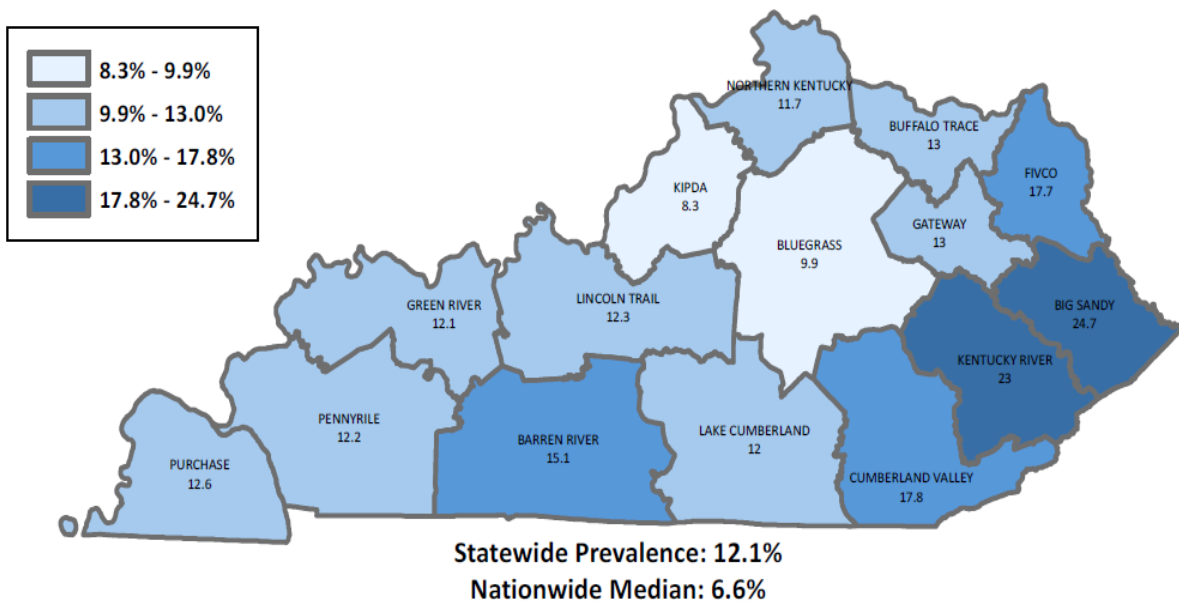 8.3% - 9.9%
9.9% - 13.0%
13.0% - 17.8%
17.8% - 24.7%
NORTHERN KENTUCKY
11.7
BUFFALO TRACE
13
FIVCO
17.7
KIPDA
8.3
GATEWAY
13
BLUEGRASS
9.9
GREEN RIVER
12.1
LINCOLN TRAIL
12.3
BIG SANDY
24.7
KENTUCKY RIVER
23
PENNYRILE
12.2
BARREN RIVER
15.1
LAKE CUMBERLAND
12
PURCHASE
12.6
CUMBERLAND VALLEY
17.8
Statewide Prevalence: 12.1%
Nationwide Median: 6.6%